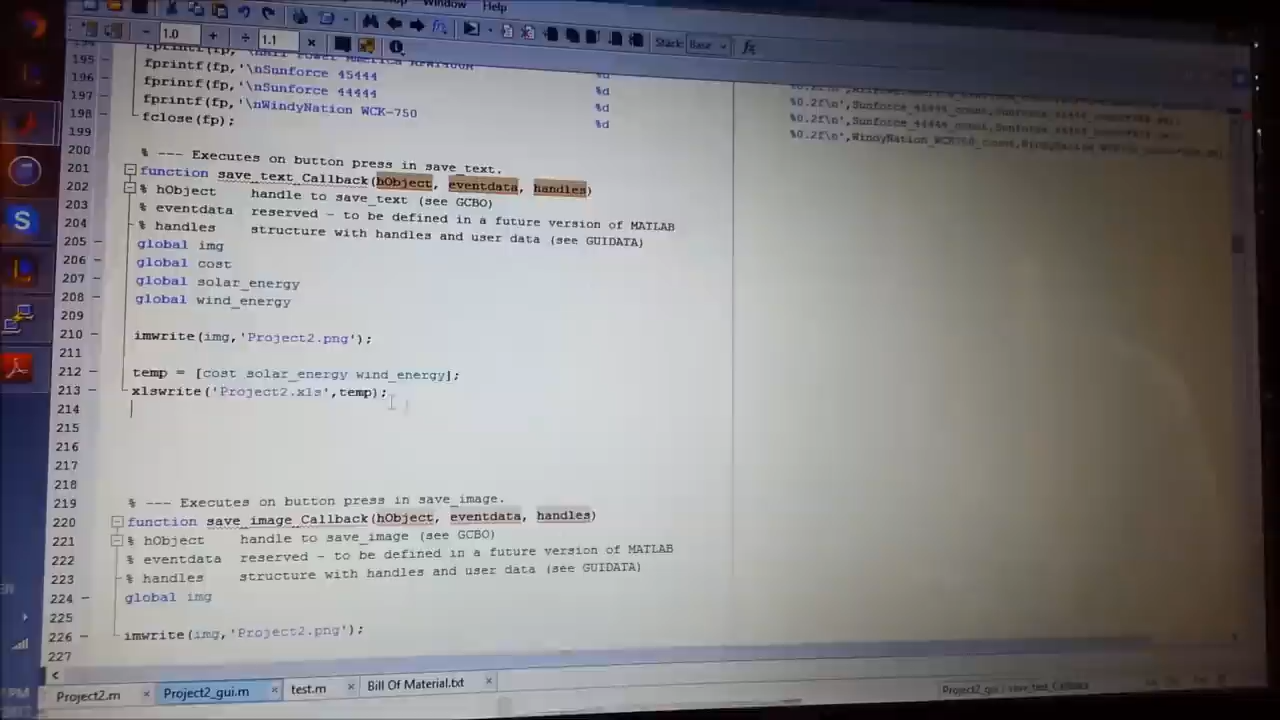 Window Help
1.0
1.1
Stack: Base
fx
195 fprintf(fp,'\nSunforce 45444 %d
196 fprintf(fp,'\nSunforce 44444 %d
197 fprintf(fp,'\nWindyNation WCK-750 %d
198 fclose(fp);
199
200 % --- Executes on button press in save_text.
201 function save_text_Callback(hObject, eventdata, handles)
202 % hObject handle to save_text (see GCBO)
203 % eventdata reserved - to be defined in a future version of MATLAB
204 % handles structure with handles and user data (see GUIDATA)
205 global img
206 global cost
207 global solar_energy
208 global wind_energy
209
210 imwrite(img,'Project2.png');
211
212 temp = [cost solar_energy wind_energy];
213 xlswrite('Project2.xls',temp);
214
215
216
217
218
219 % --- Executes on button press in save_image.
220 function save_image_Callback(hObject, eventdata, handles)
221 % hObject handle to save_image (see GCBO)
222 % eventdata reserved - to be defined in a future version of MATLAB
223 % handles structure with handles and user data (see GUIDATA)
224 global img
225
226 imwrite(img,'Project2.png');
227
Project2.m × Project2_gui.m × test.m × Bill Of Material.txt ×
Project2_gui / save_text_Callback